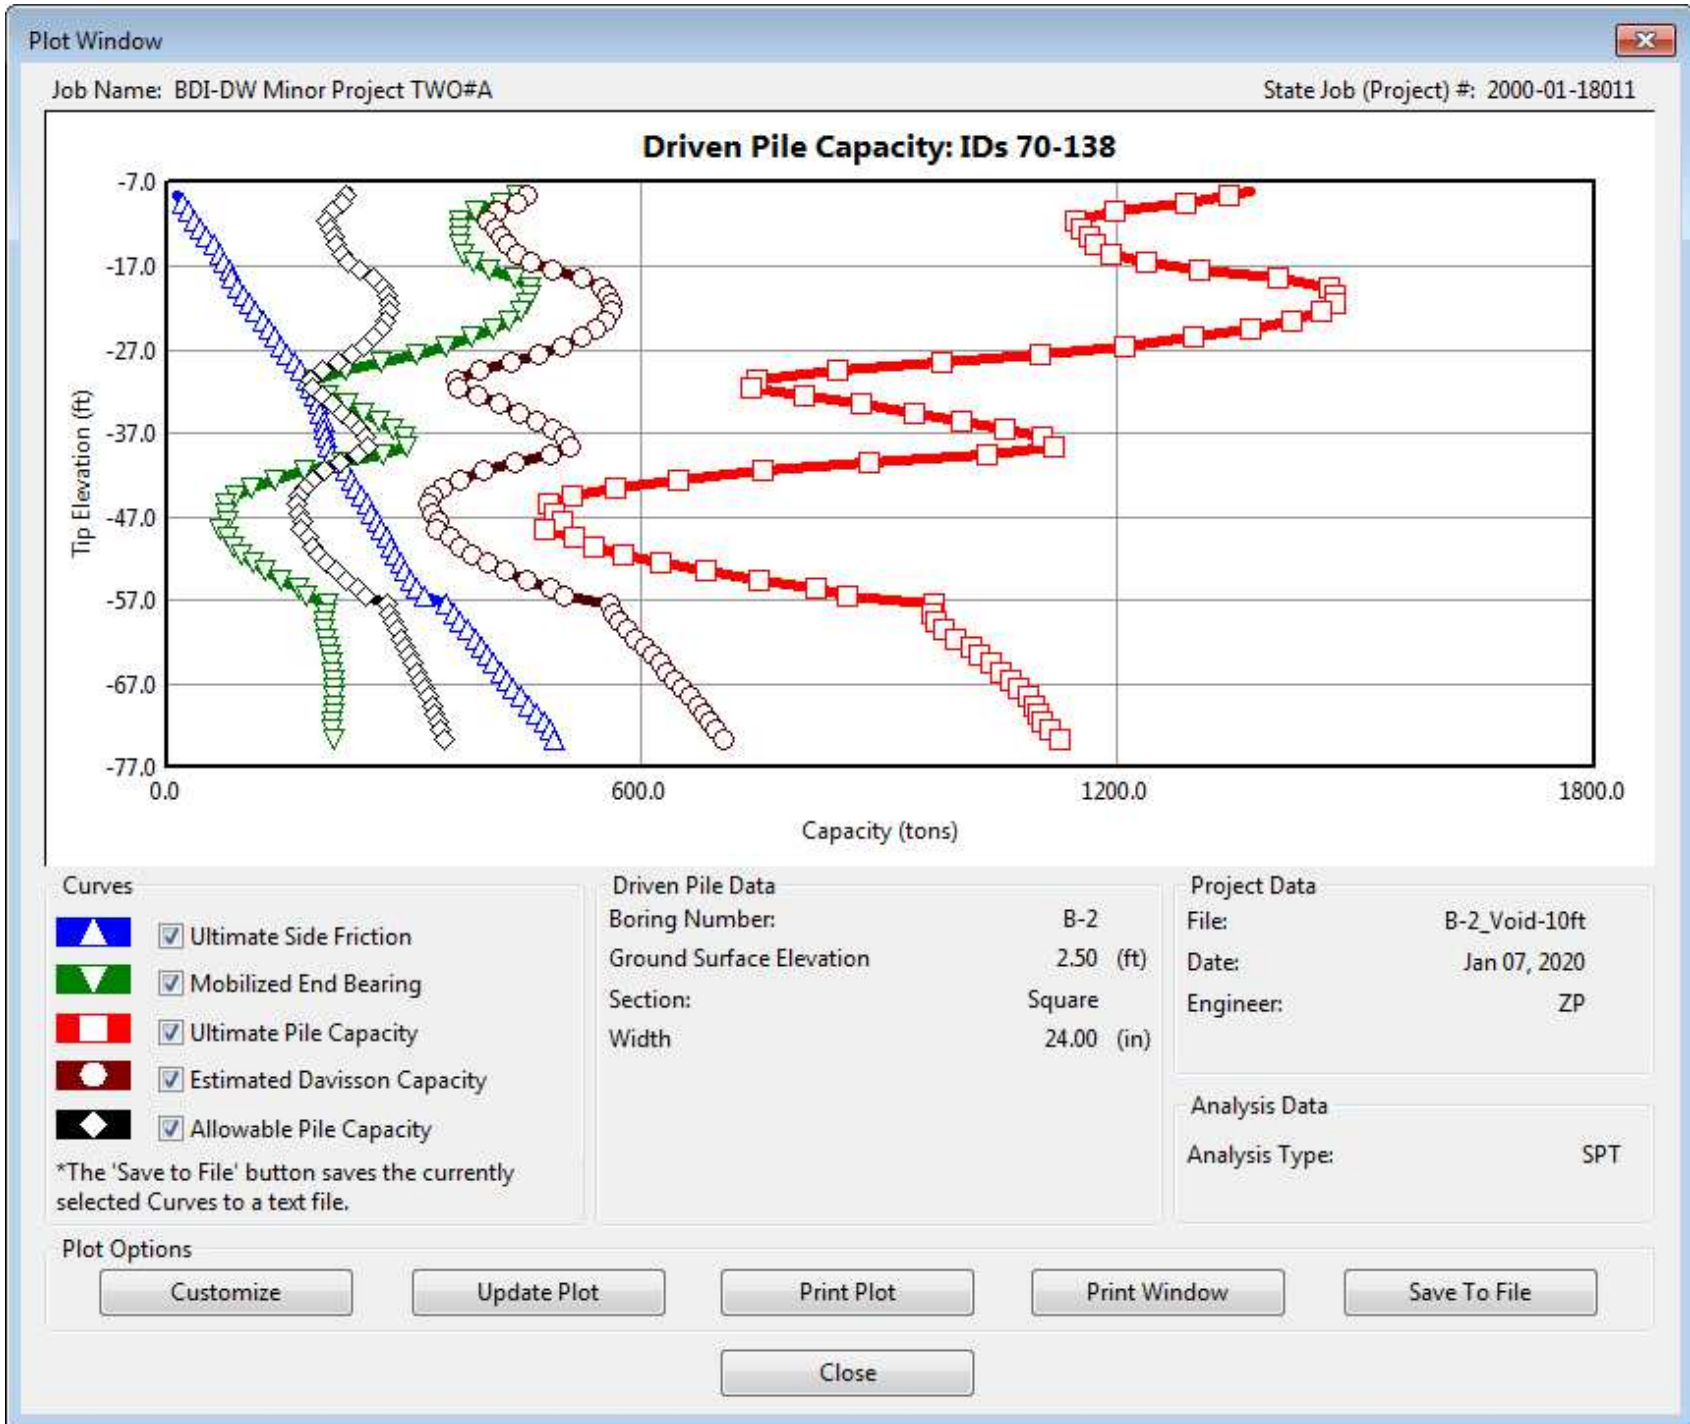 Plot Window
Job Name: BDI-DW Minor Project TWO#A
State Job (Project) #: 2000-01-18011
Driven Pile Capacity: IDs 70-138
-7.0
-17.0
-27.0
-37.0
-47.0
-57.0
-67.0
-77.0
Tip Elevation (ft)
0.0
600.0
1200.0
1800.0
Capacity (tons)
Curves
Ultimate Side Friction
Mobilized End Bearing
Ultimate Pile Capacity
Estimated Davisson Capacity
Allowable Pile Capacity
*The 'Save to File' button saves the currently
selected Curves to a text file.
Driven Pile Data
Boring Number: B-2
Ground Surface Elevation 2.50 (ft)
Section: Square
Width 24.00 (in)
Project Data
File: B-2_Void-10ft
Date: Jan 07, 2020
Engineer: ZP
Analysis Data
Analysis Type: SPT
Plot Options
Customize
Update Plot
Print Plot
Print Window
Save To File
Close